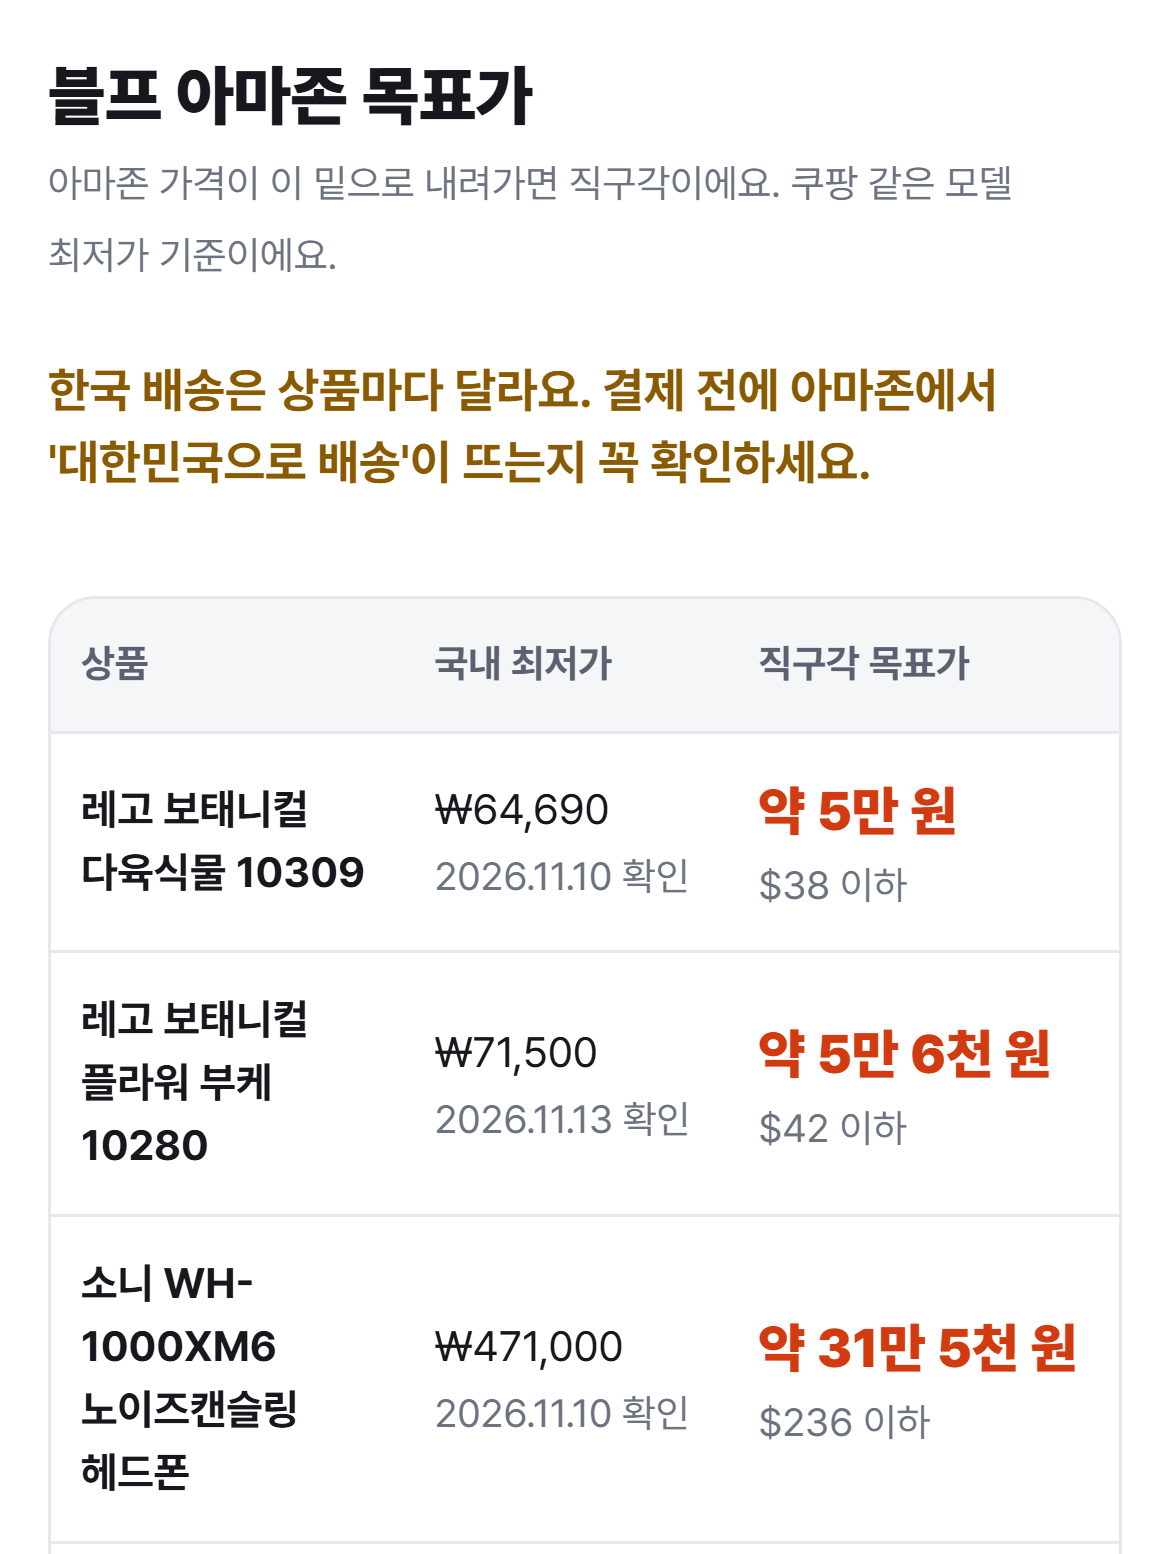 블프 아마존 목표가
아마존 가격이 이 밑으로 내려가면 직구각이에요. 쿠팡 같은 모델
최저가 기준이에요.
한국 배송은 상품마다 달라요. 결제 전에 아마존에서
'대한민국으로 배송'이 뜨는지 꼭 확인하세요.
상품 국내 최저가 직구각 목표가
레고 보태니컬
다육식물 10309
₩64,690
2026.11.10 확인
약 5만 원
$38 이하
레고 보태니컬
플라워 부케
10280
₩71,500
2026.11.13 확인
약 5만 6천 원
$42 이하
소니 WH-
1000XM6
노이즈캔슬링
헤드폰
₩471,000
2026.11.10 확인
약 31만 5천 원
$236 이하